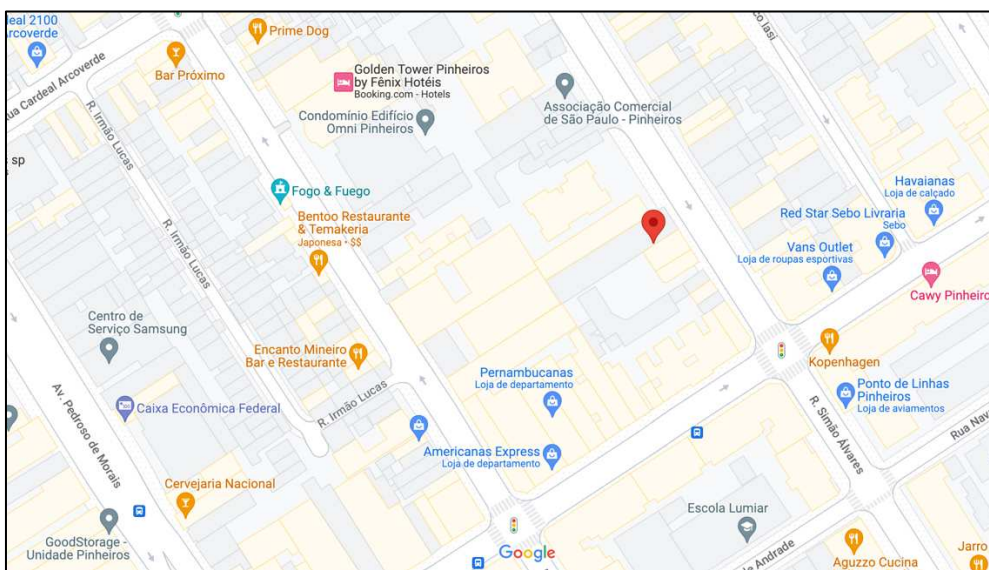 deal 2100
Arcoverde
Prime Dog
Bar Próximo
Rua Cardeal Arcoverde
R. Irmão Lucas
Golden Tower Pinheiros
by Fênix Hotéis
Booking.com - Hotels
Condomínio Edifício
Omni Pinheiros
Associação Comercial
de São Paulo - Pinheiros
co Iasi
sp
Fogo & Fuego
Bentoo Restaurante
& Temakeria
Japonesa • $$
R. Irmão Lucas
Havaianas
Loja de calçado
Red Star Sebo Livraria
Sebo
Vans Outlet
Loja de roupas esportivas
Cawy Pinheiro
Centro de
Serviço Samsung
Encanto Mineiro
Bar e Restaurante
R. Irmão Lucas
Pernambucanas
Loja de departamento
Kopenhagen
Ponto de Linhas
Pinheiros
Loja de aviamentos
Caixa Econômica Federal
Av. Pedroso de Morais
Americanas Express
Loja de departamento
R. Simão Álvares
Rua Nav
Cervejaria Nacional
Escola Lumiar
GoodStorage -
Unidade Pinheiros
Google
de Andrade
Aguzzo Cucina
Jarro